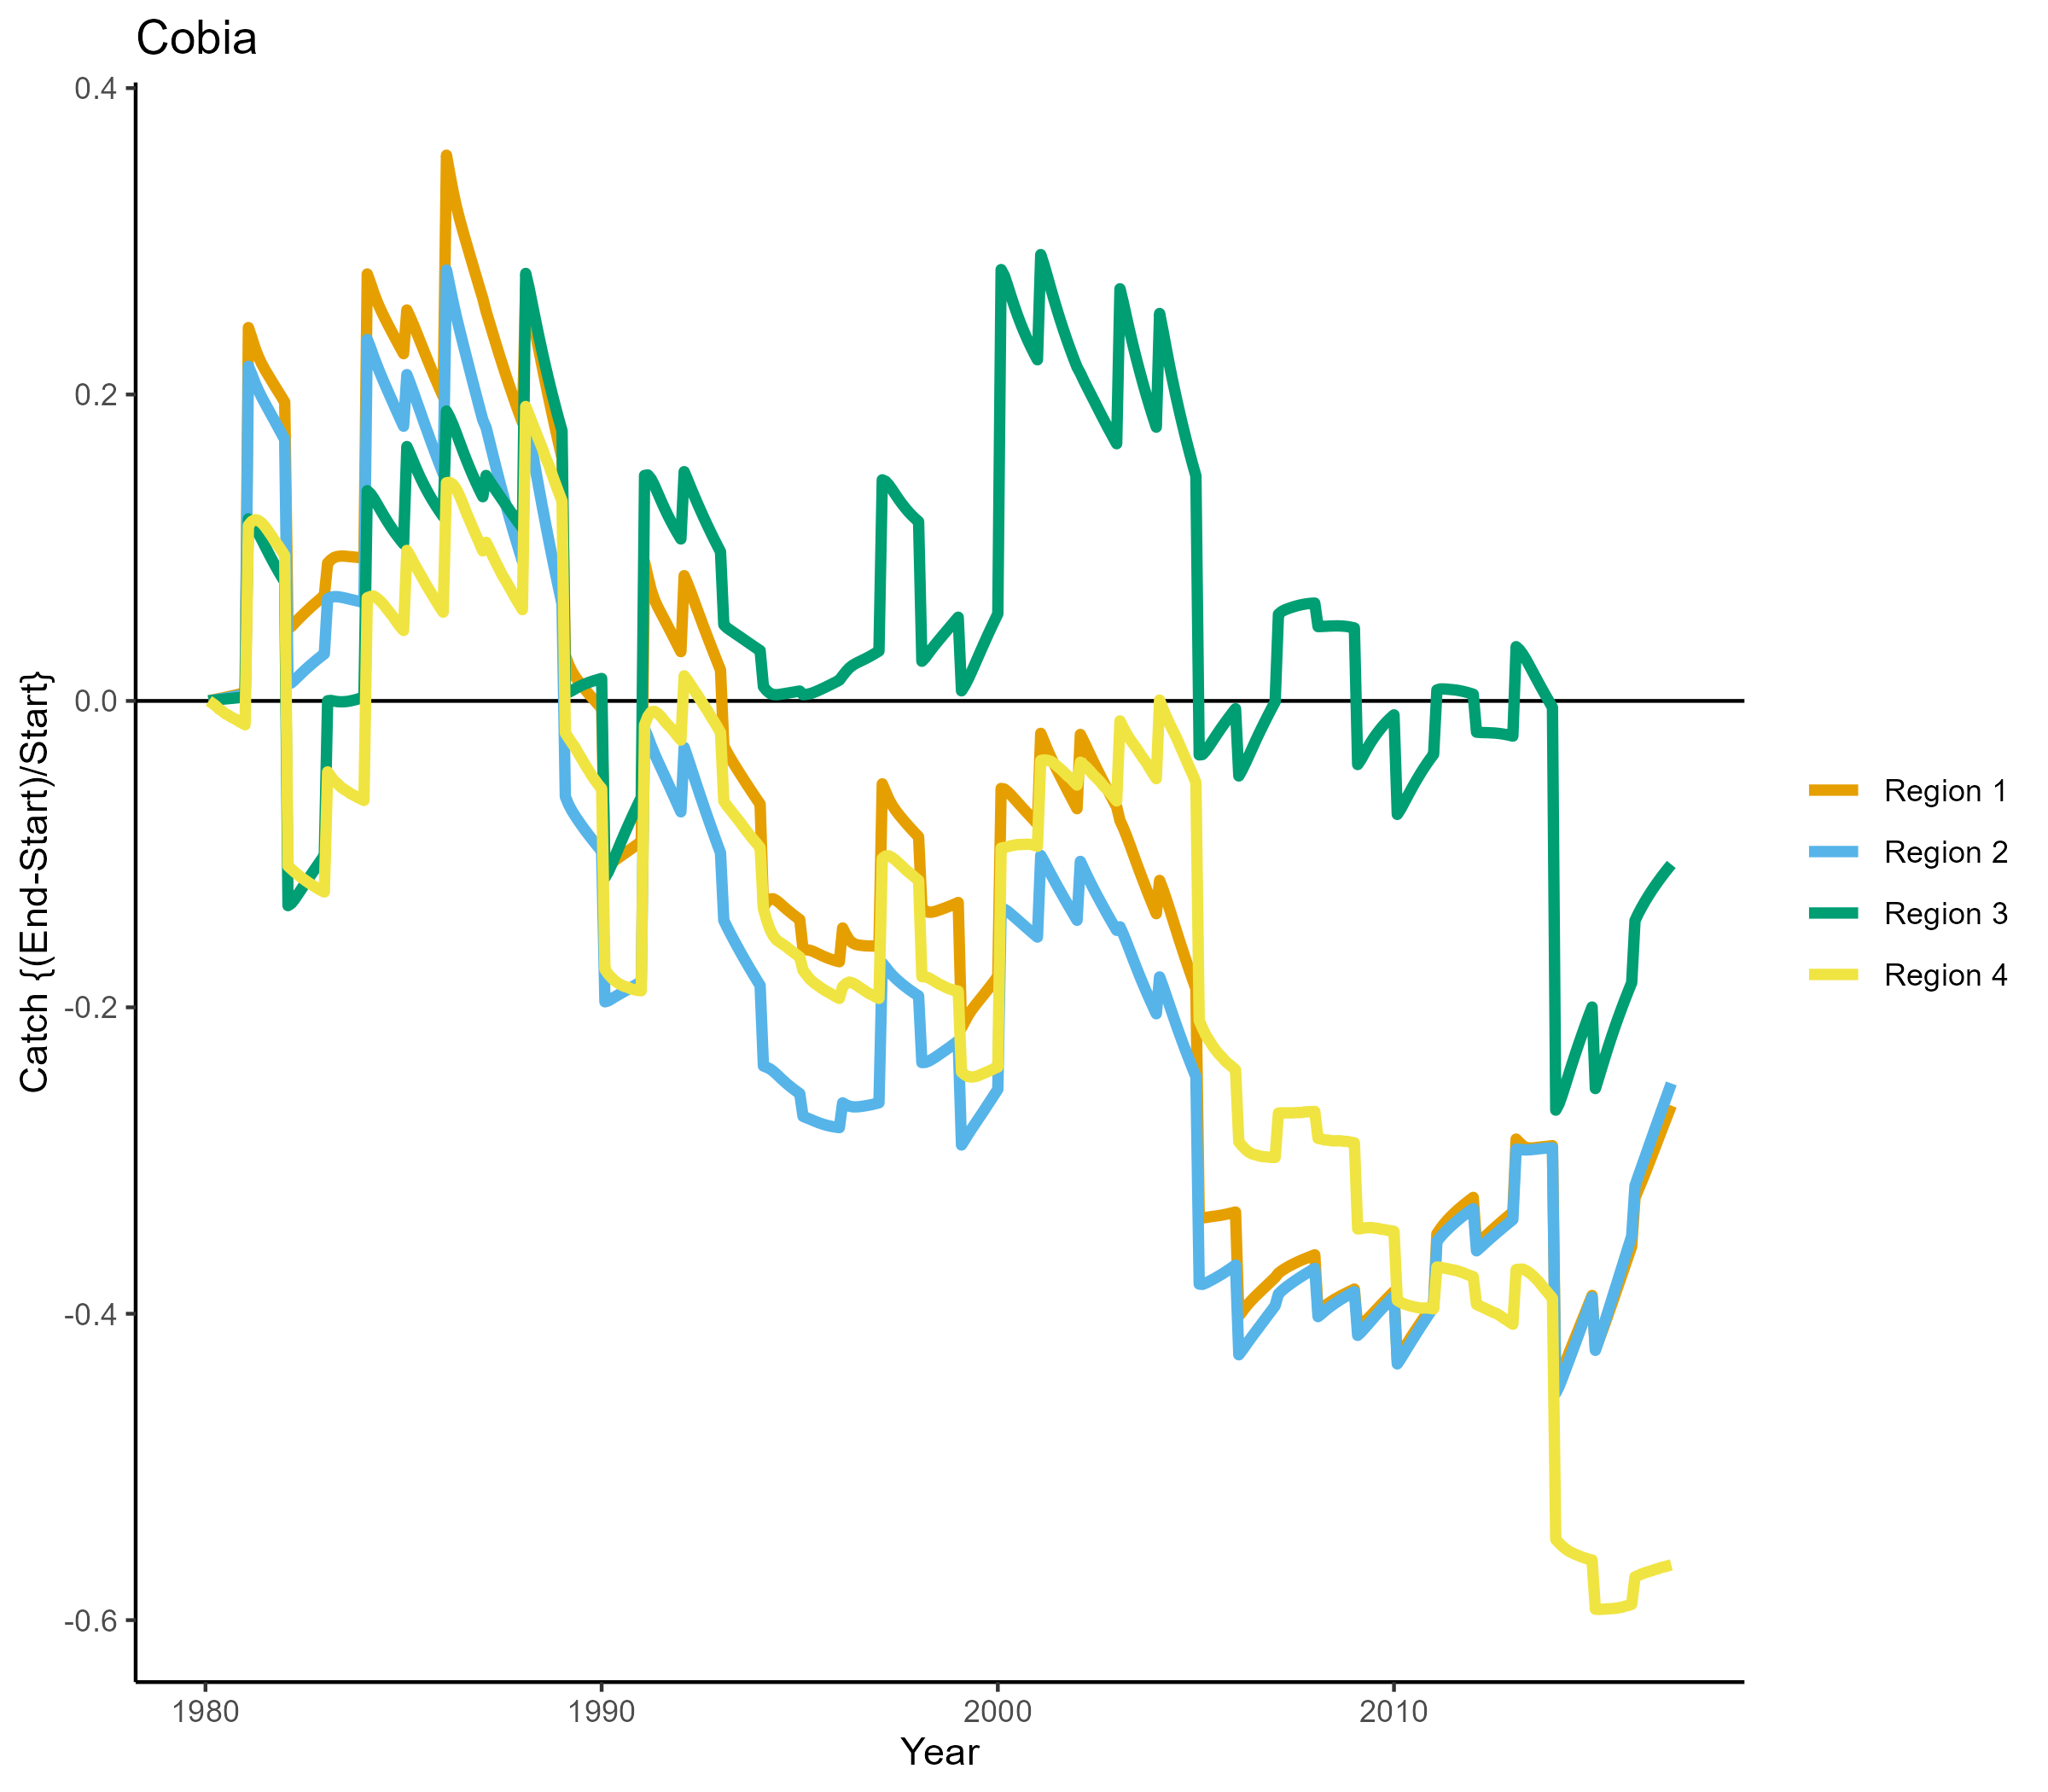 Cobia
0.4
0.2
0.0
-0.2
-0.4
-0.6
Catch {(End-Start)/Start}
1980
1990
2000
2010
Year
Region 1
Region 2
Region 3
Region 4